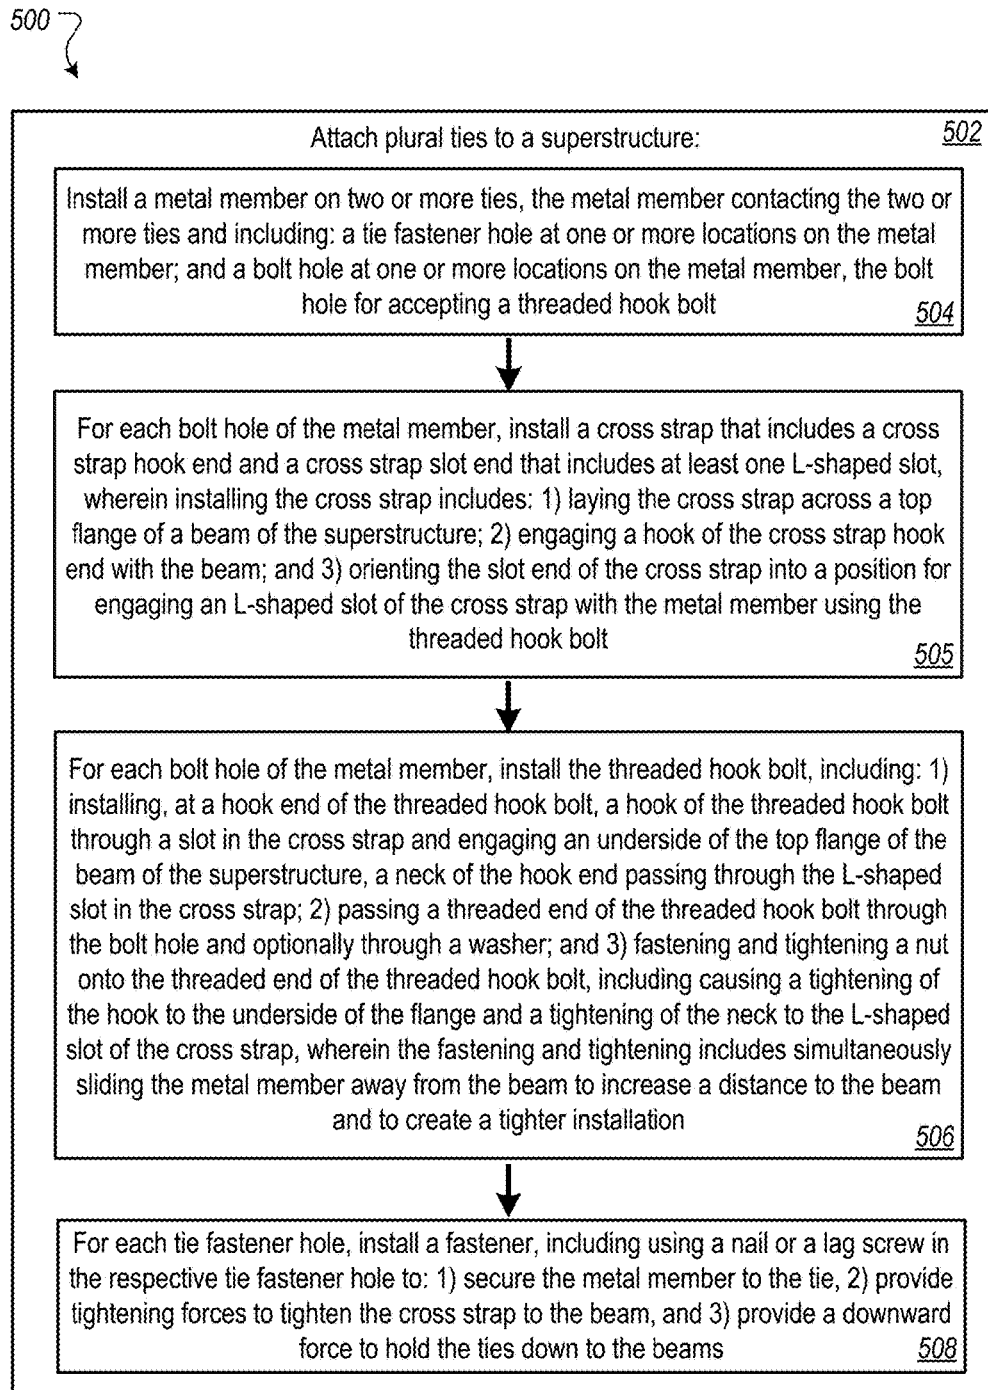 500
Attach plural ties to a superstructure:
502
Install a metal member on two or more ties, the metal member contacting the two or
more ties and including: a tie fastener hole at one or more locations on the metal
member; and a bolt hole at one or more locations on the metal member, the bolt
hole for accepting a threaded hook bolt
504
For each bolt hole of the metal member, install a cross strap that includes a cross
strap hook end and a cross strap slot end that includes at least one L-shaped slot,
wherein installing the cross strap includes: 1) laying the cross strap across a top
flange of a beam of the superstructure; 2) engaging a hook of the cross strap hook
end with the beam; and 3) orienting the slot end of the cross strap into a position for
engaging an L-shaped slot of the cross strap with the metal member using the
threaded hook bolt
505
For each bolt hole of the metal member, install the threaded hook bolt, including: 1)
installing, at a hook end of the threaded hook bolt, a hook of the threaded hook bolt
through a slot in the cross strap and engaging an underside of the top flange of the
beam of the superstructure, a neck of the hook end passing through the L-shaped
slot in the cross strap; 2) passing a threaded end of the threaded hook bolt through
the bolt hole and optionally through a washer; and 3) fastening and tightening a nut
onto the threaded end of the threaded hook bolt, including causing a tightening of
the hook to the underside of the flange and a tightening of the neck to the L-shaped
slot of the cross strap, wherein the fastening and tightening includes simultaneously
sliding the metal member away from the beam to increase a distance to the beam
and to create a tighter installation
506
For each tie fastener hole, install a fastener, including using a nail or a lag screw in
the respective tie fastener hole to: 1) secure the metal member to the tie, 2) provide
tightening forces to tighten the cross strap to the beam, and 3) provide a downward
force to hold the ties down to the beams
508